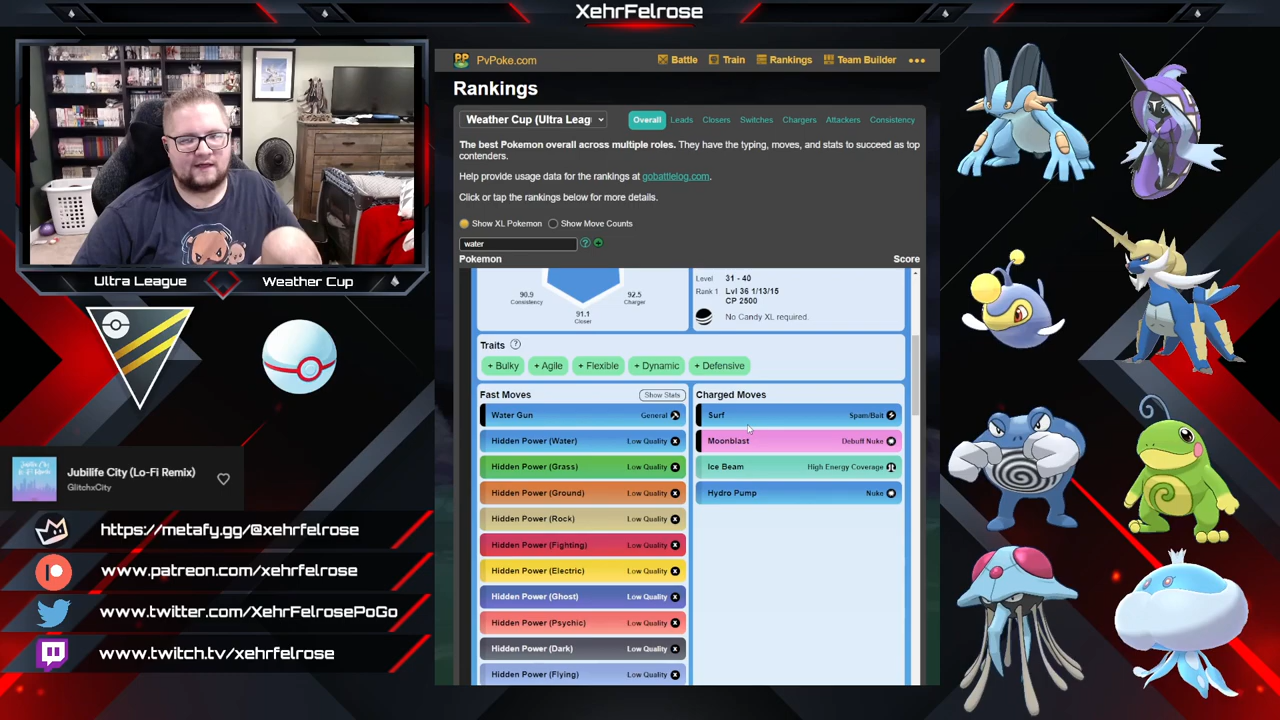 XehrFelrose
PvPoke.com
Battle
Train
Rankings
Team Builder
Rankings
Weather Cup (Ultra Leagu
Overall
Leads
Closers
Switches
Chargers
Attackers
Consistency
The best Pokemon overall across multiple roles. They have the typing, moves, and stats to succeed as top
contenders.
Help provide usage data for the rankings at gobattlelog.com.
Click or tap the rankings below for more details.
Show XL Pokemon
Show Move Counts
water
Pokemon
Score
90.9
Consistency
92.5
Charger
91.1
Closer
Level
31 - 40
Rank 1
Lvl 36 1/13/15
CP 2500
No Candy XL required.
Traits
+ Bulky
+ Agile
+ Flexible
+ Dynamic
+ Defensive
Fast Moves
Show Stats
Water Gun General
Hidden Power (Water) Low Quality
Hidden Power (Grass) Low Quality
Hidden Power (Ground) Low Quality
Hidden Power (Rock) Low Quality
Hidden Power (Fighting) Low Quality
Hidden Power (Electric) Low Quality
Hidden Power (Ghost) Low Quality
Hidden Power (Psychic) Low Quality
Hidden Power (Dark) Low Quality
Hidden Power (Flying) Low Quality
Charged Moves
Surf Spam/Bait
Moonblast Debuff Nuke
Ice Beam High Energy Coverage
Hydro Pump Nuke
Ultra League
Weather Cup
Jubilife City (Lo-Fi Remix)
GlitchxCity
https://metafy.gg/@xehrfelrose
www.patreon.com/xehrfelrose
www.twitter.com/XehrFelrosePoGo
www.twitch.tv/xehrfelrose